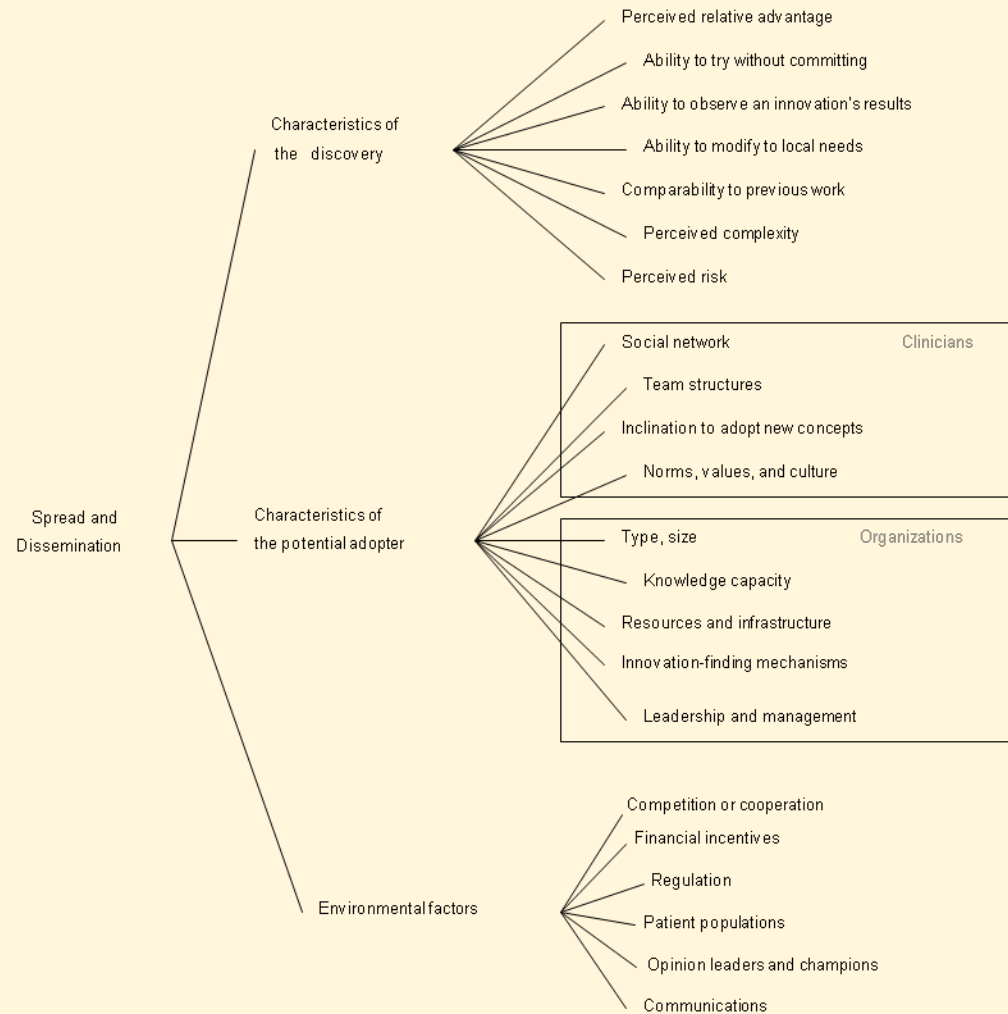 Perceived relative advantage
Ability to try without committing
Ability to observe an innovation's results
Characteristics of
the discovery
Ability to modify to local needs
Comparability to previous work
Perceived complexity
Perceived risk
Social network
Clinicians
Team structures
Inclination to adopt new concepts
Norms, values, and culture
Spread and
Dissemination
Characteristics of
the potential adopter
Type, size
Organizations
Knowledge capacity
Resources and infrastructure
Innovation-finding mechanisms
Leadership and management
Competition or cooperation
Financial incentives
Regulation
Environmental factors
Patient populations
Opinion leaders and champions
Communications